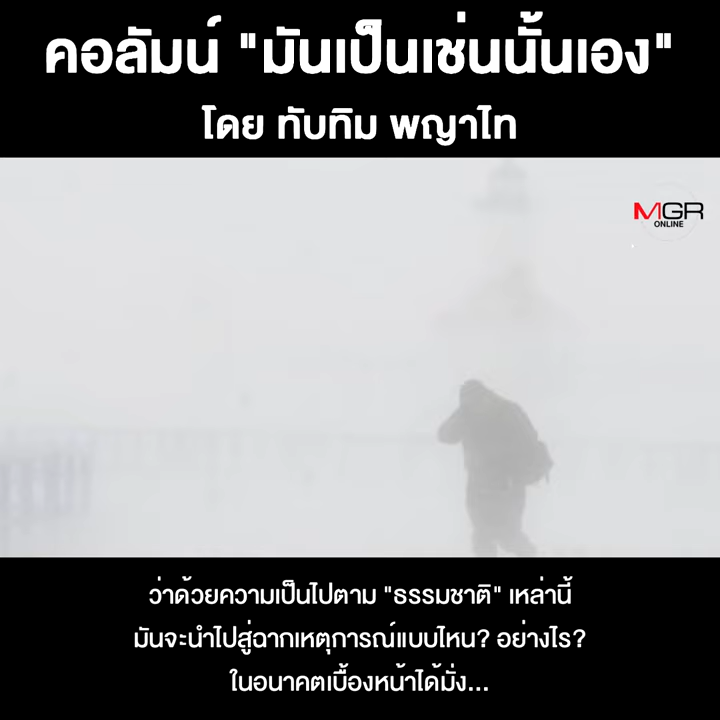 คอลัมน์ "มันเป็นเช่นนั้นเอง"
โดย ทับทิม พญาไท
MGR
ONLINE
ว่าด้วยความเป็นไปตาม "ธรรมชาติ" เหล่านี้
มันจะนำไปสู่ฉากเหตุการณ์แบบไหน? อย่างไร?
ในอนาคตเบื้องหน้าได้มั่ง...